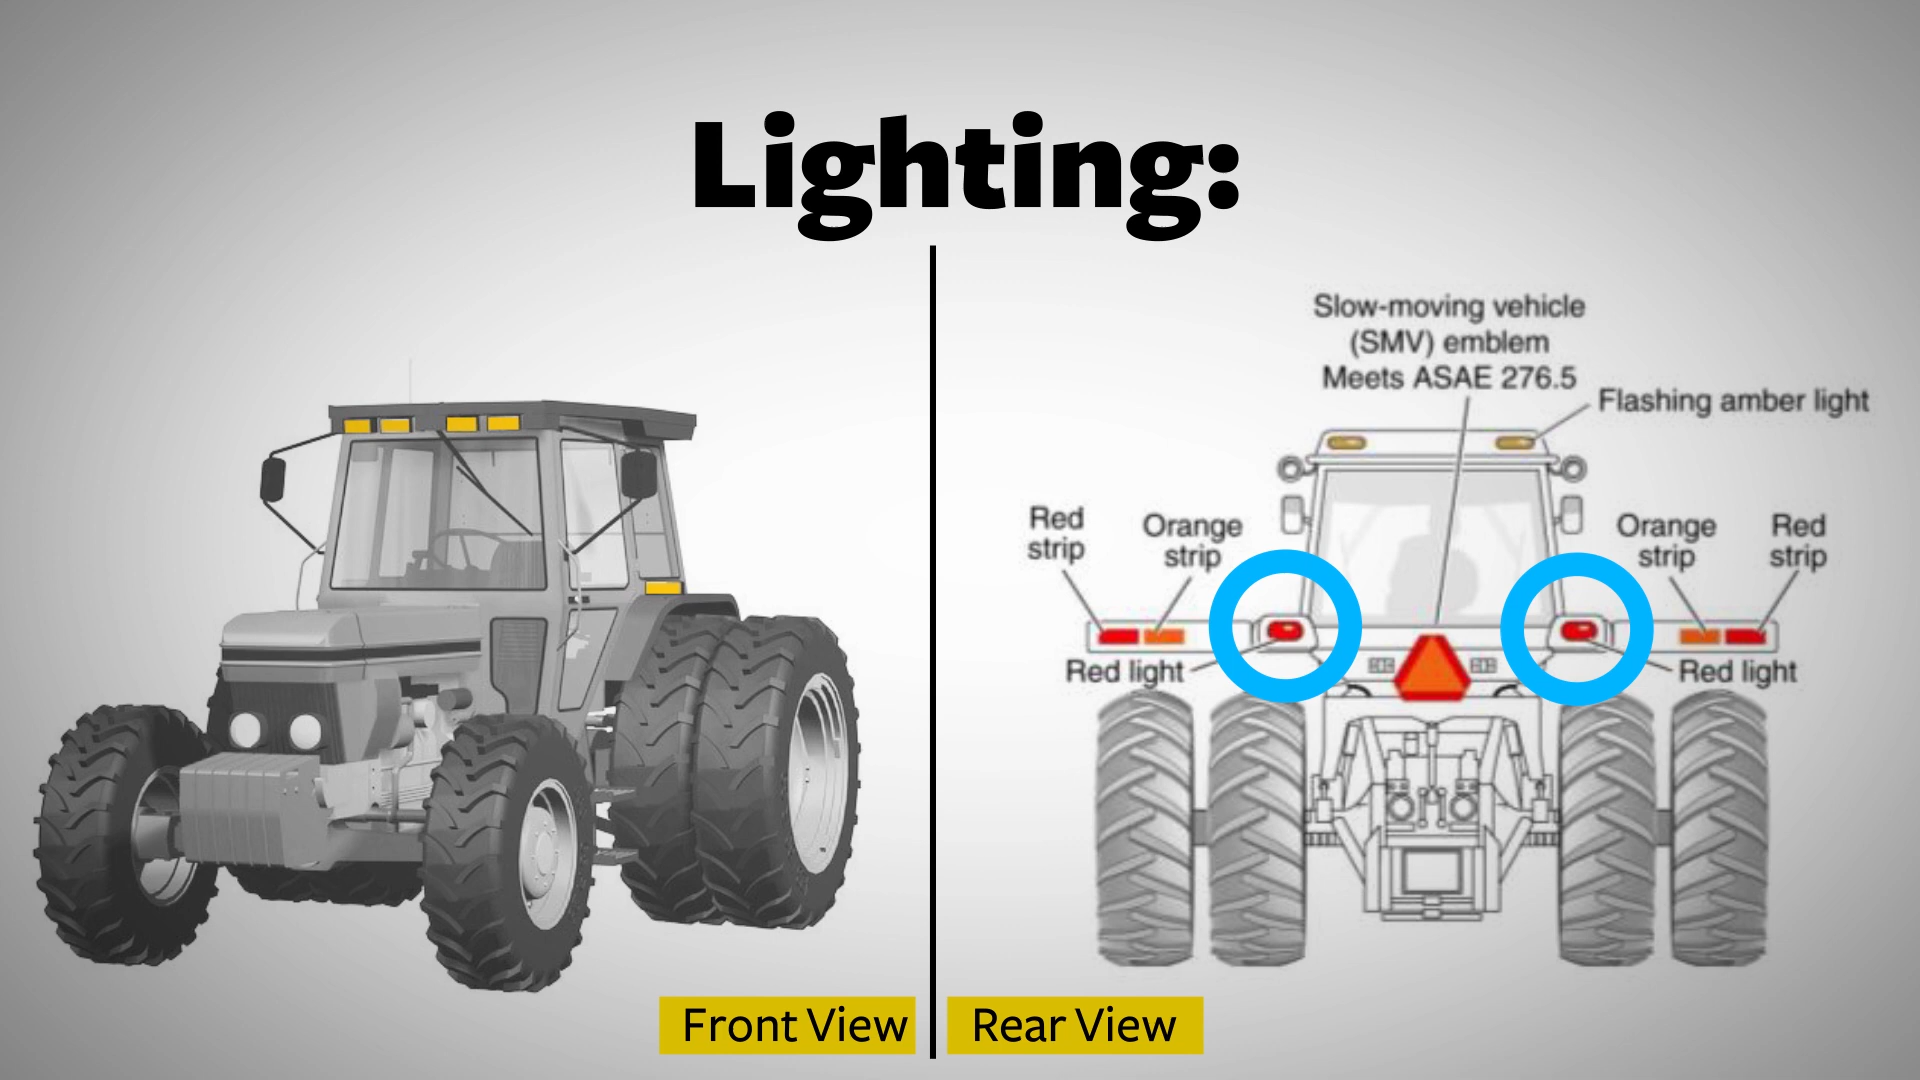 Lighting:
Slow-moving vehicle
(SMV) emblem
Meets ASAE 276.5
Flashing amber light
Red
strip
Orange
strip
Orange
strip
Red
strip
Red light
Red light
Front View
Rear View